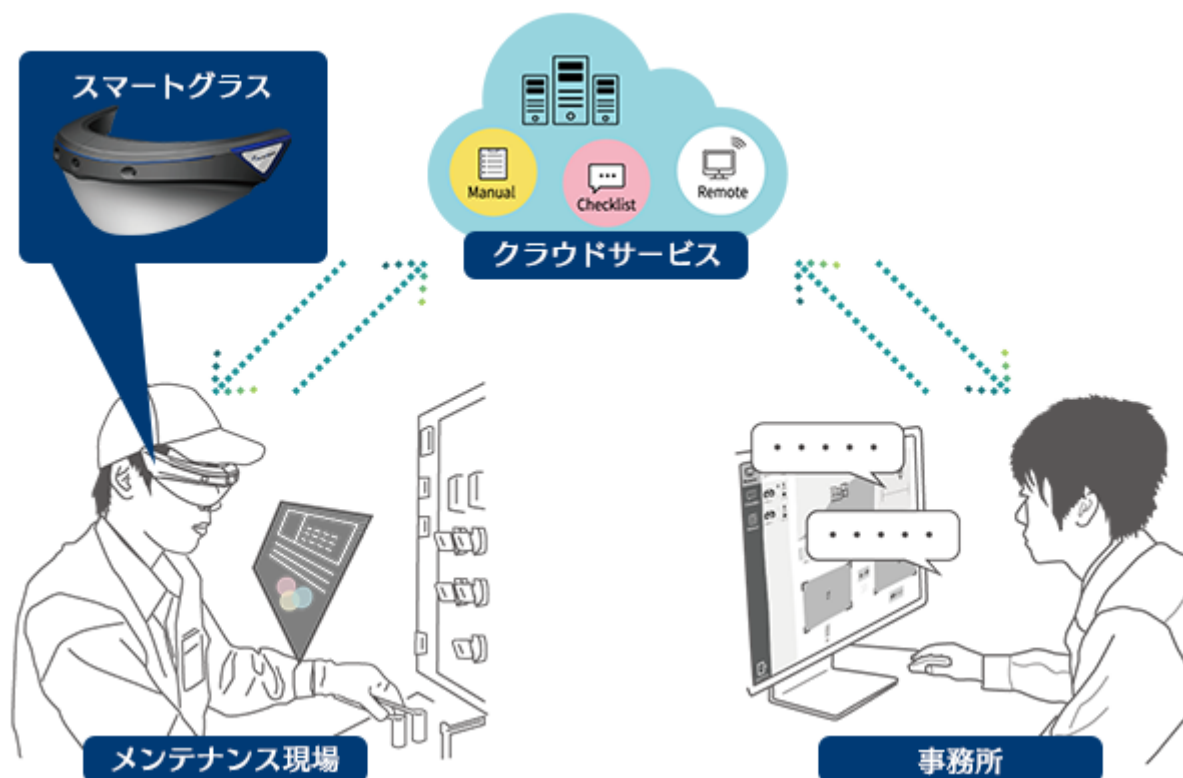 スマートグラス
Manual
Checklist
Remote
クラウドサービス
メンテナンス現場
事務所